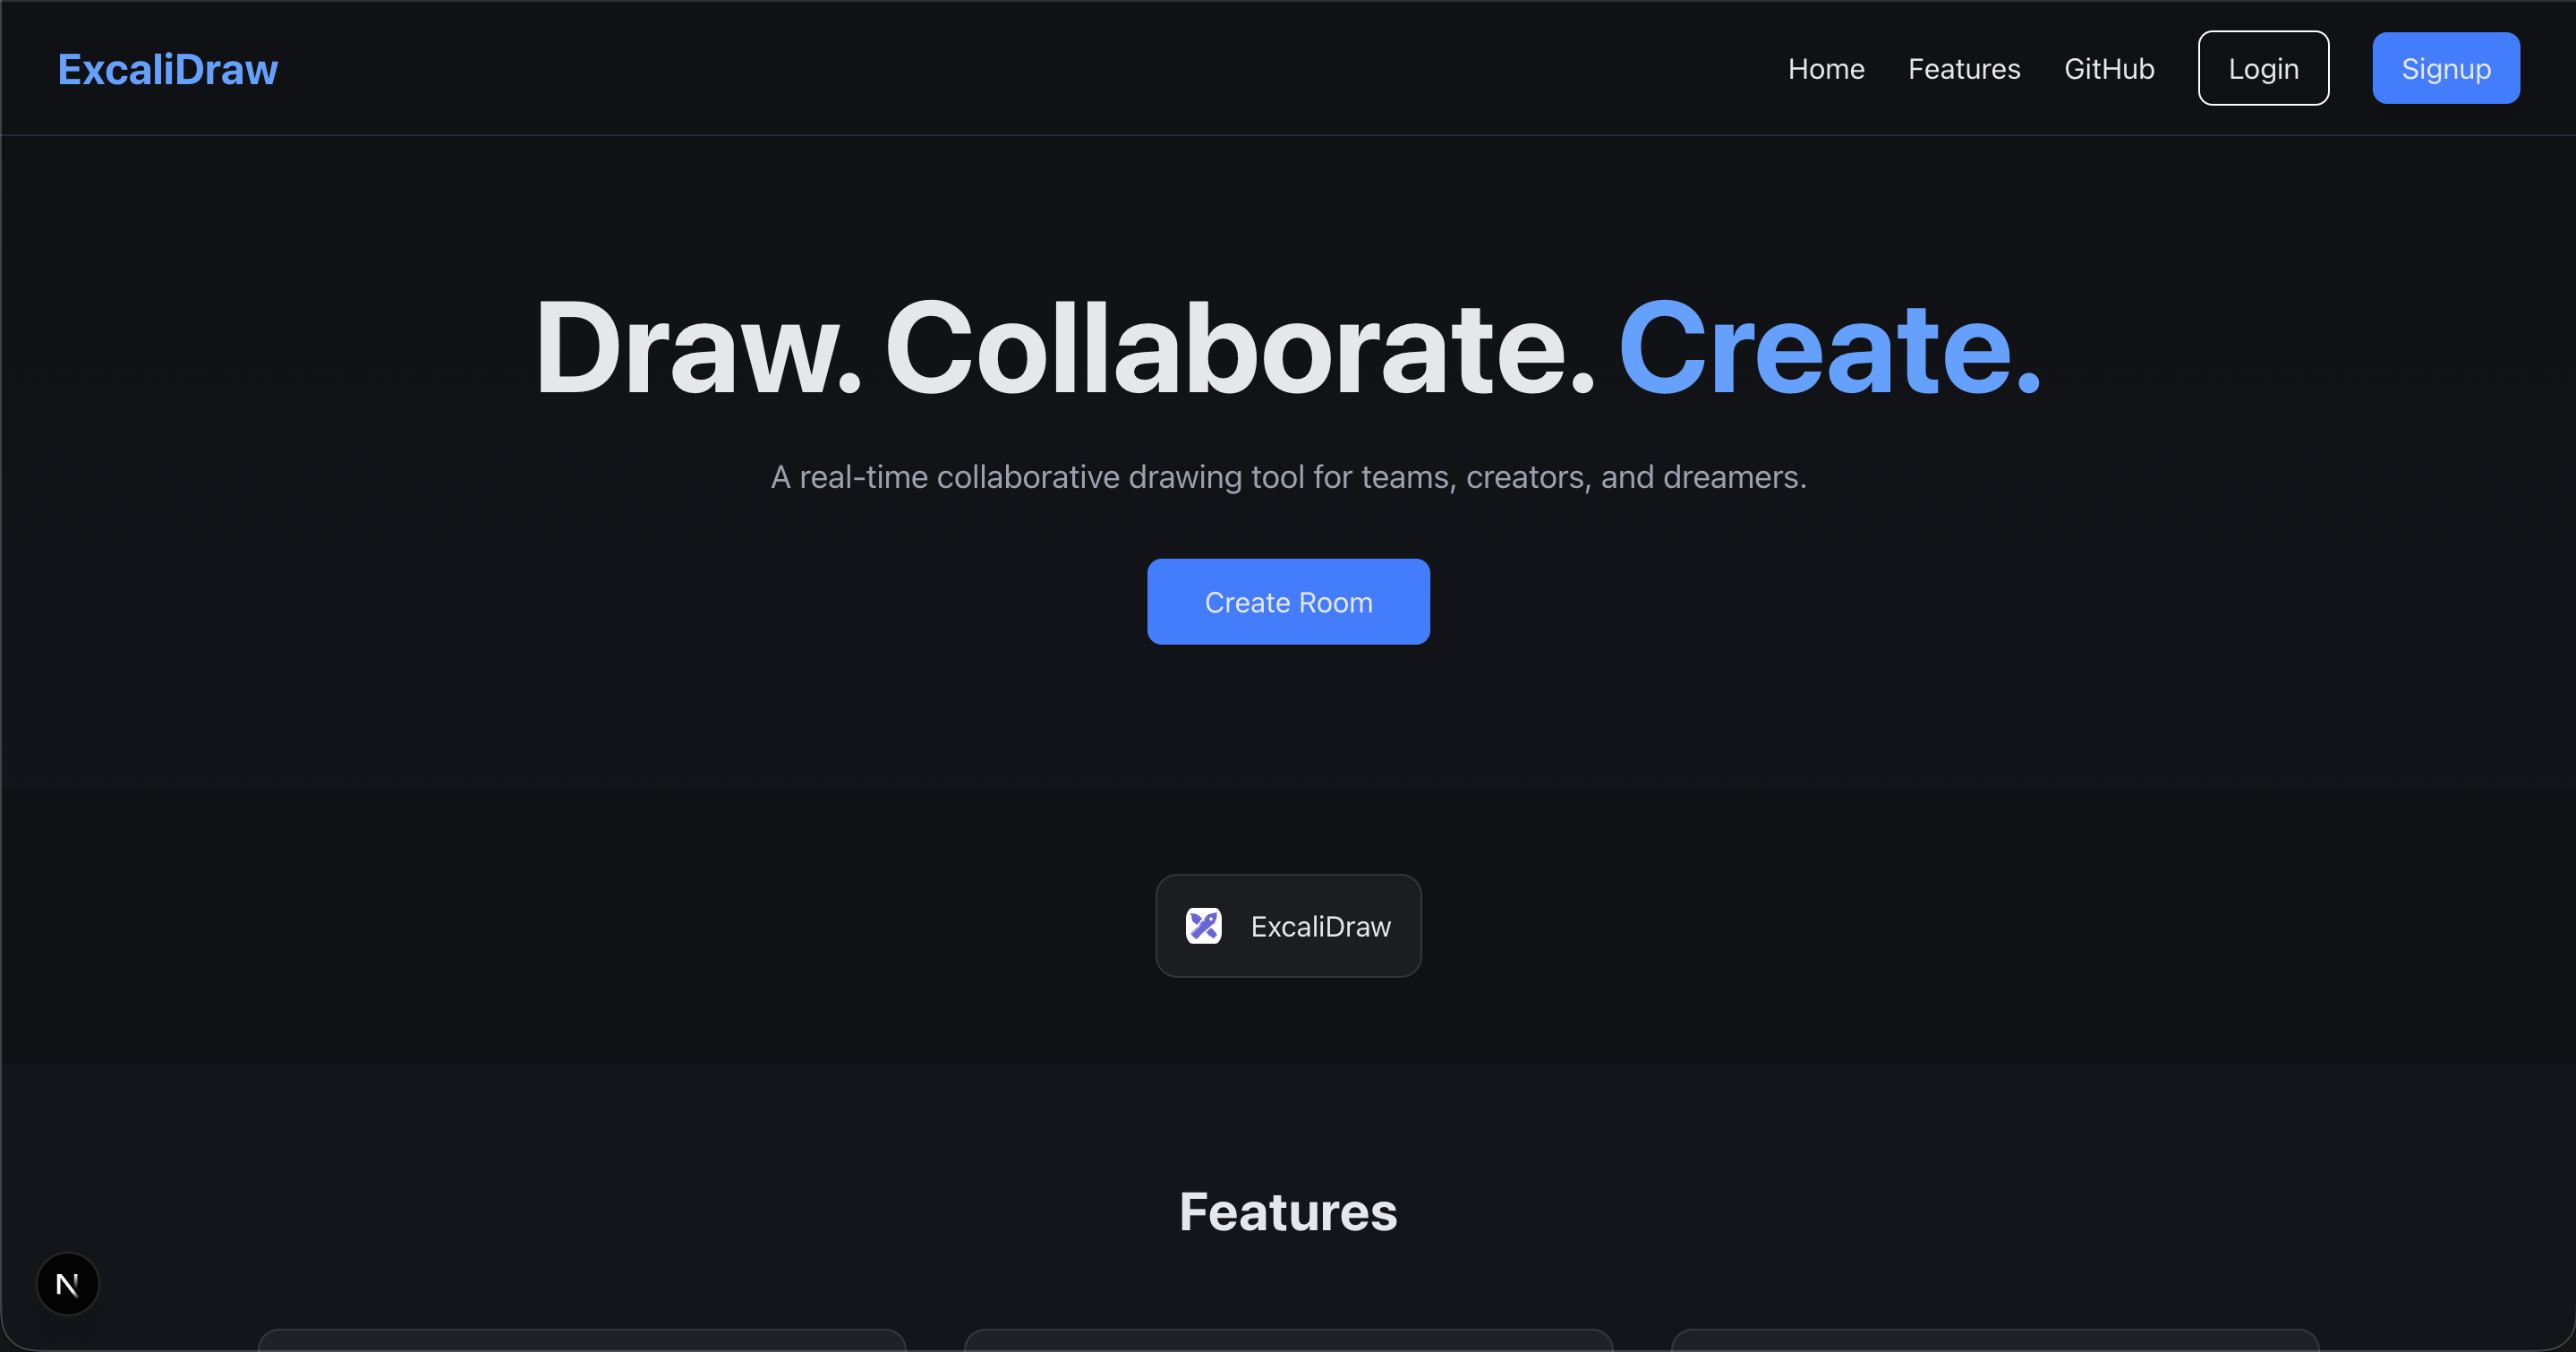 ExcaliDraw
Home Features GitHub Login Signup
Draw. Collaborate. Create.
A real-time collaborative drawing tool for teams, creators, and dreamers.
Create Room
ExcaliDraw
Features
N